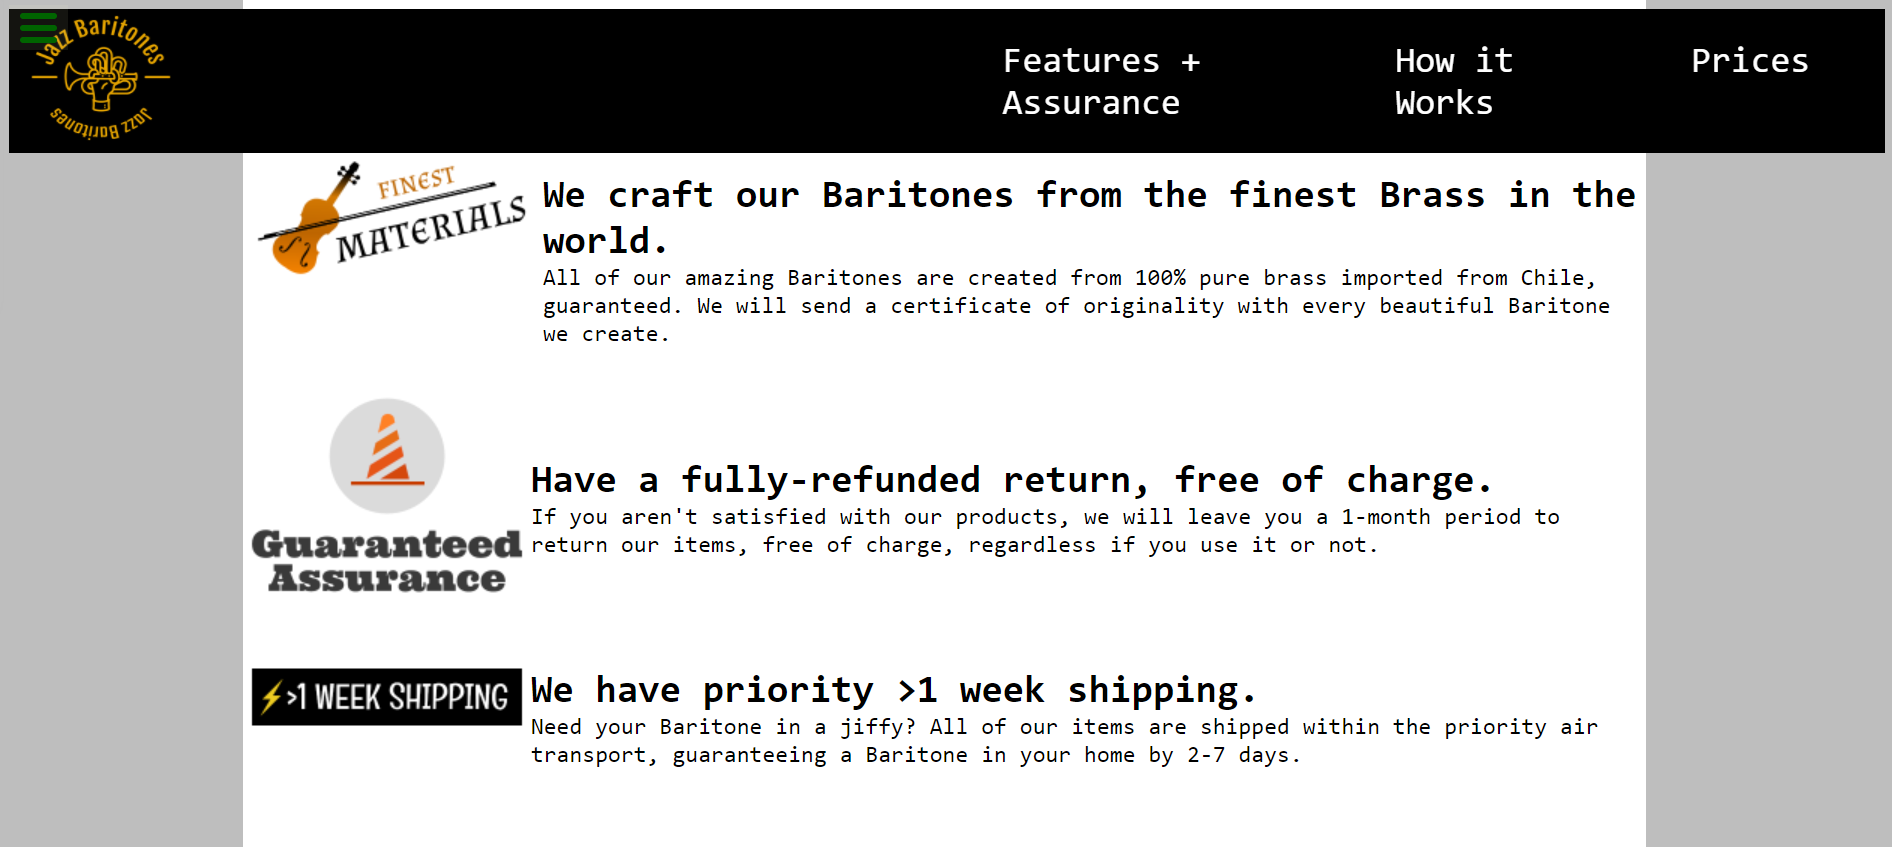 Jazz Baritones
Jazz Baritones
Features +
Assurance
How it
Works
Prices
FINEST
MATERIALS
We craft our Baritones from the finest Brass in the
world.
All of our amazing Baritones are created from 100% pure brass imported from Chile,
guaranteed. We will send a certificate of originality with every beautiful Baritone
we create.
Guaranteed
Assurance
Have a fully-refunded return, free of charge.
If you aren't satisfied with our products, we will leave you a 1-month period to
return our items, free of charge, regardless if you use it or not.
>1 WEEK SHIPPING
We have priority >1 week shipping.
Need your Baritone in a jiffy? All of our items are shipped within the priority air
transport, guaranteeing a Baritone in your home by 2-7 days.